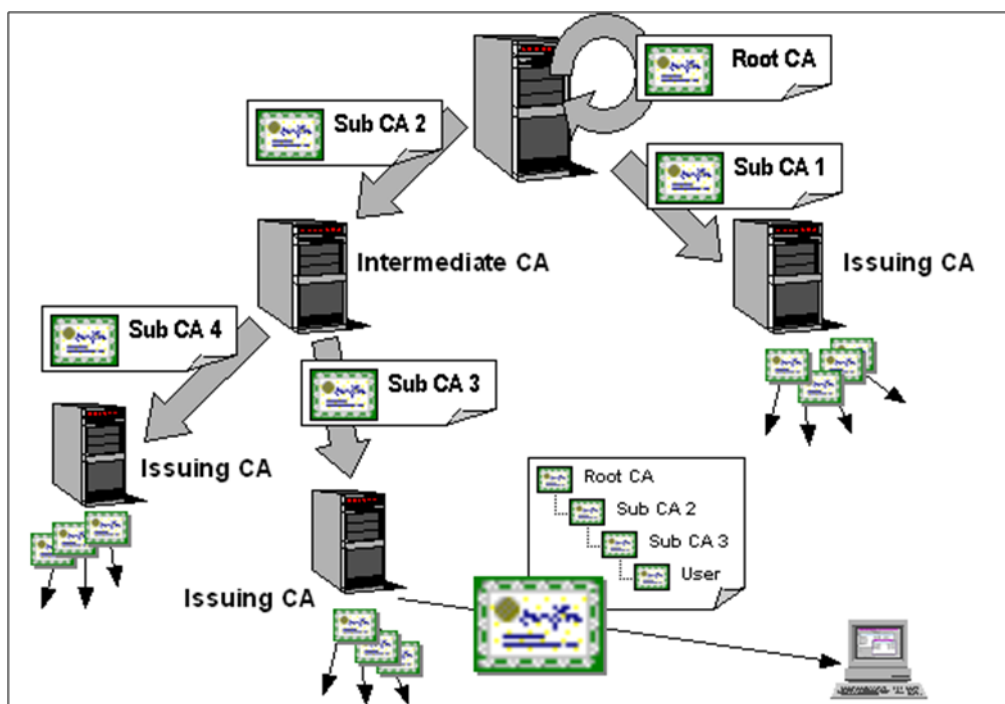 Root CA
Sub CA 2
Sub CA 1
Intermediate CA
Issuing CA
Sub CA 4
Sub CA 3
Issuing CA
Root CA
Sub CA 2
Sub CA 3
User
Issuing CA